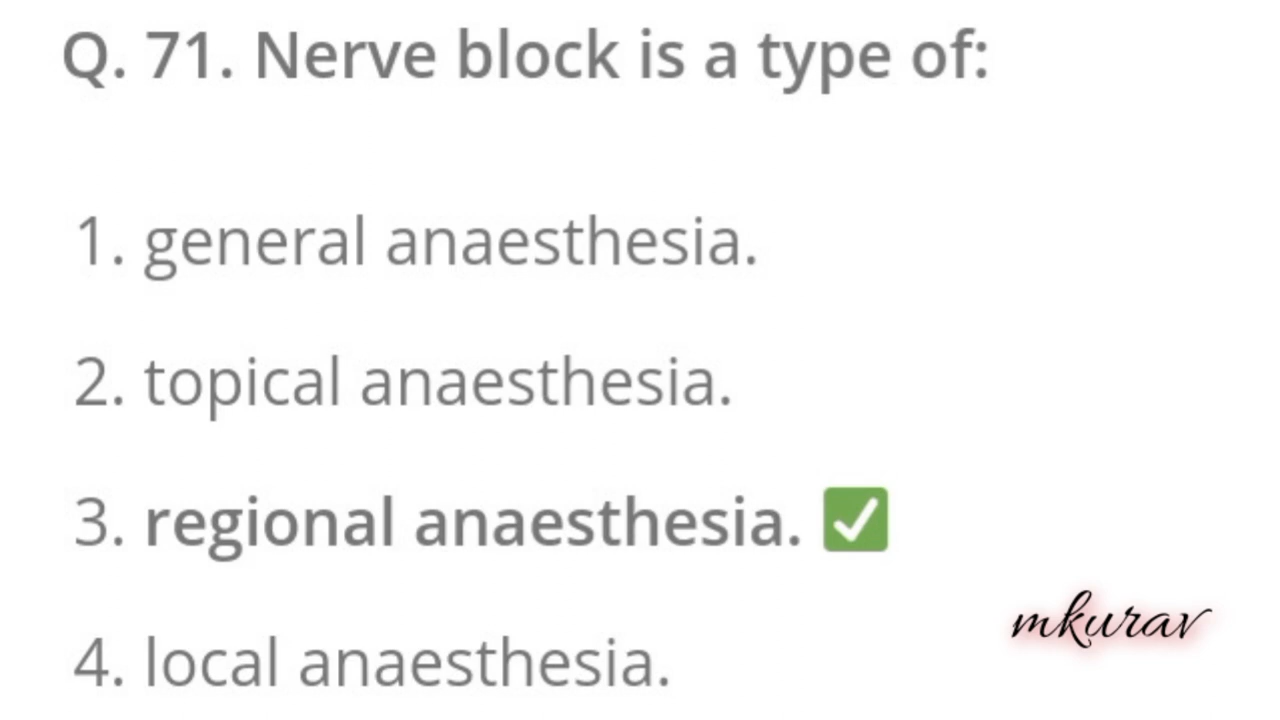 Q. 71. Nerve block is a type of:
1. general anaesthesia.
2. topical anaesthesia.
3. regional anaesthesia. ✅
4. local anaesthesia.
mkurav